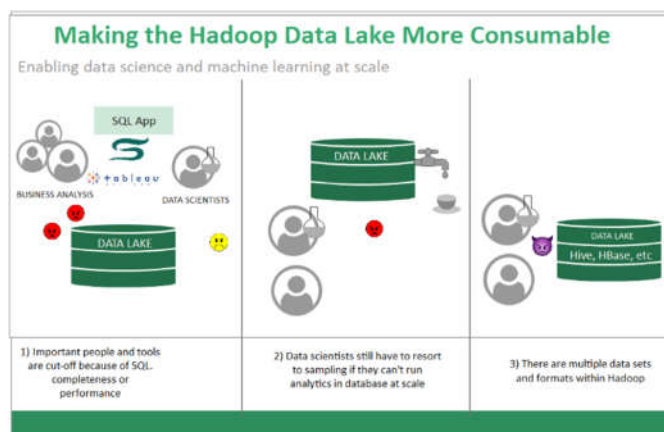 Making the Hadoop Data Lake More Consumable
Enabling data science and machine learning at scale
SQL App
tableau
BUSINESS ANALYSIS
DATA SCIENTISTS
DATA LAKE
DATA LAKE
DATA LAKE
Hive, HBase, etc
1) Important people and tools
are cut-off because of SQL.
completeness or
performance
2) Data scientists still have to resort
to sampling if they can't run
analytics in database at scale
3) There are multiple data sets
and formats within Hadoop